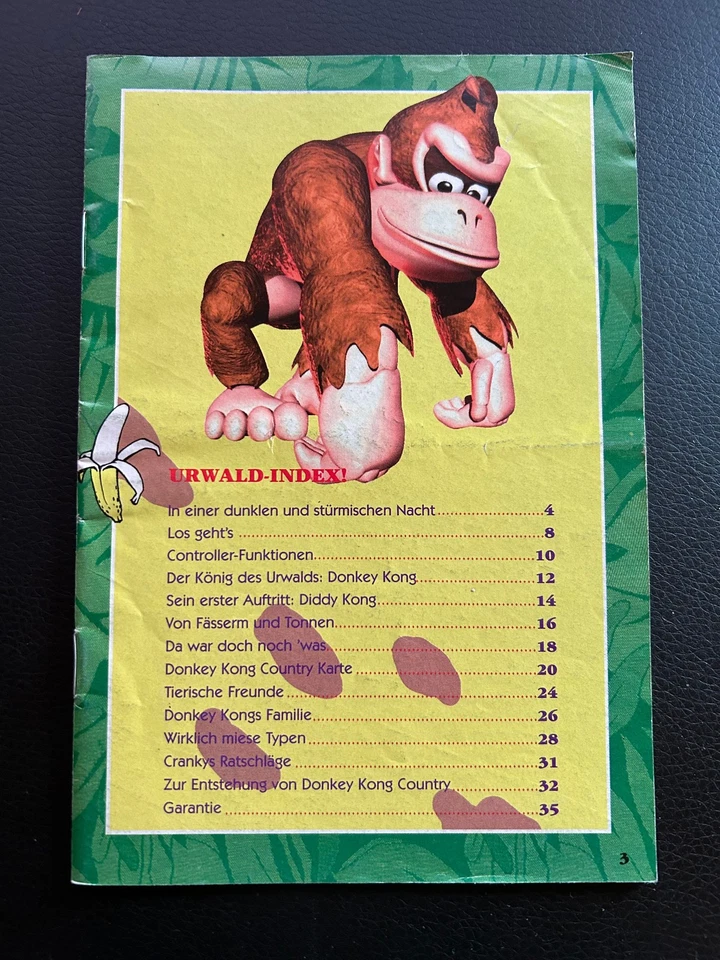 URWALD-INDEX!
In einer dunklen und stürmischen Nacht..........4
Los geht's..........8
Controller-Funktionen..........10
Der König des Urwalds: Donkey Kong..........12
Sein erster Auftritt: Diddy Kong..........14
Von Fässerm und Tonnen..........16
Da war doch noch 'was..........18
Donkey Kong Country Karte..........20
Tierische Freunde..........24
Donkey Kongs Familie..........26
Wirklich miese Typen..........28
Crankys Ratschläge..........31
Zur Entstehung von Donkey Kong Country..........32
Garantie..........35
3